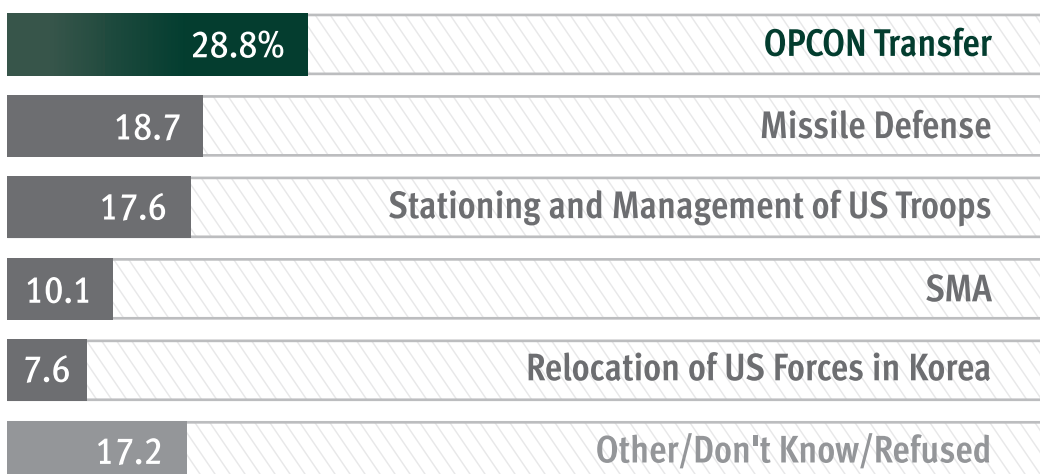 28.8% OPCON Transfer
18.7 Missile Defense
17.6 Stationing and Management of US Troops
10.1 SMA
7.6 Relocation of US Forces in Korea
17.2 Other/Don't Know/Refused